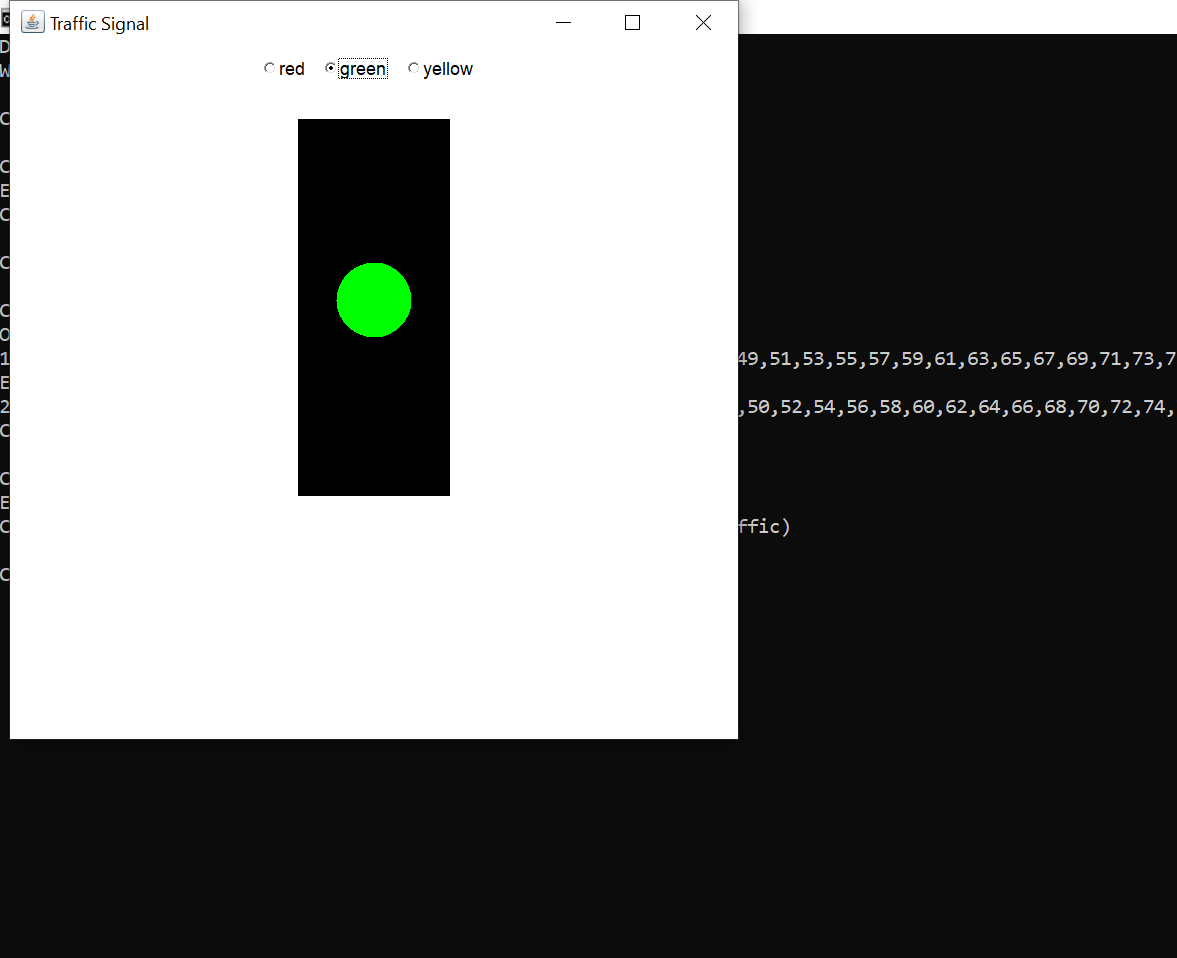 Traffic Signal
red green yellow
D
W
C
C
E
C
C
C
O
1 49,51,53,55,57,59,61,63,65,67,69,71,73,7
E
2 ,50,52,54,56,58,60,62,64,66,68,70,72,74,
C
C
E
C ffic)
C